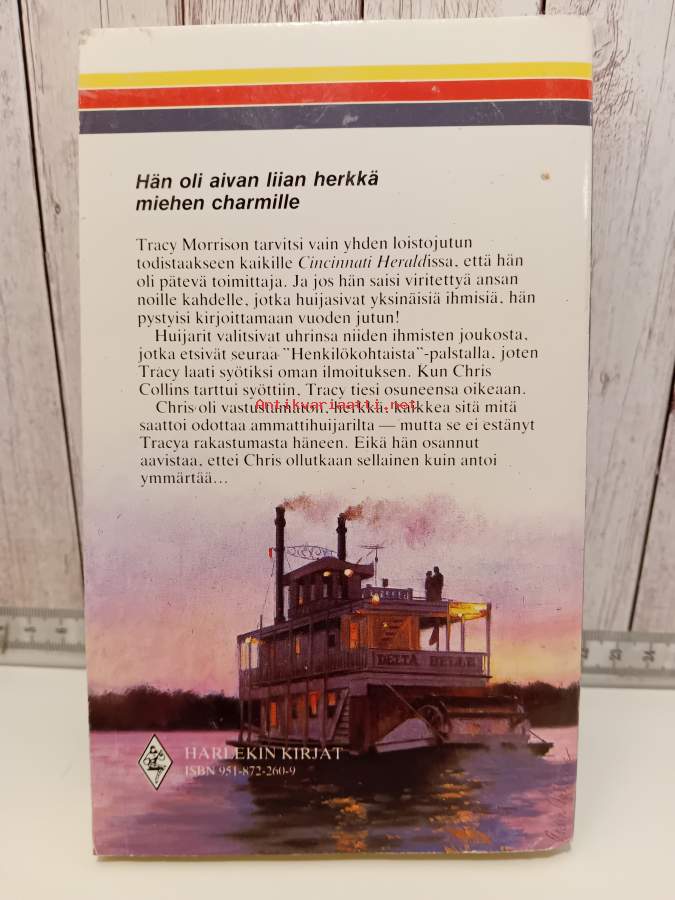 Hän oli aivan liian herkkä
miehen charmille
Tracy Morrison tarvitsi vain yhden loistojutun
todistaakseen kaikille Cincinnati Heraldissa, että hän
oli pätevä toimittaja. Ja jos hän saisi viritettyä ansan
noille kahdelle, jotka huijasivat yksinäisiä ihmisiä, hän
pystyisi kirjoittamaan vuoden jutun!
Huijarit valitsivat uhrinsa niiden ihmisten joukosta,
jotka etsivät seuraa "Henkilökohtaista"-palstalla, joten
Tracy laati syötiksi oman ilmoituksen. Kun Chris
Collins tarttui syöttiin, Tracy tiesi osuneensa oikeaan.
Chris oli vastustamaton, herkkä, kaikkea sitä mitä
Antikvariaatti.net
saattoi odottaa ammattihuijarilta — mutta se ei estänyt
Tracya rakastumasta häneen. Eikä hän osannut
aavistaa, ettei Chris ollutkaan sellainen kuin antoi
ymmärtää...
DELTA BELLE
HARLEKIN KIRJAT
ISBN 951-872-260-9
23 24